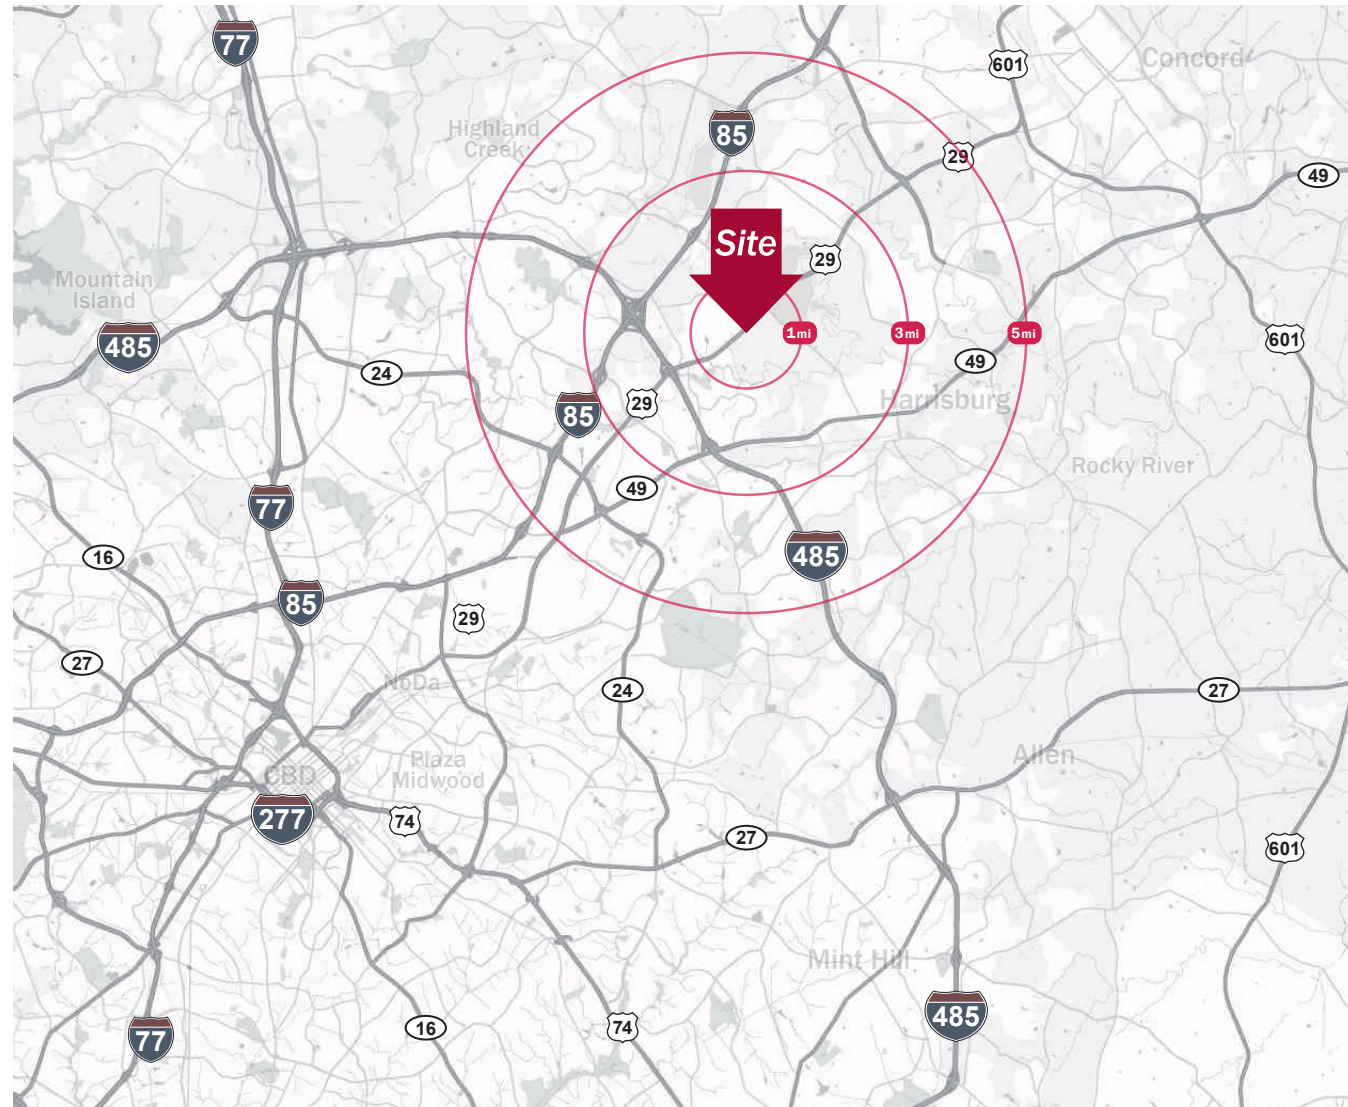 77
601
Concord
Highland
Creek
85
29
49
Site
29
Mountain
Island
485
1mi
3mi
5mi
601
24
49
85
29
Harrisburg
Rocky River
49
77
16
485
85
29
27
NoDa
24
27
Plaza
Midwood
CBD
Allen
277
74
27
601
Mint Hill
77
16
74
485